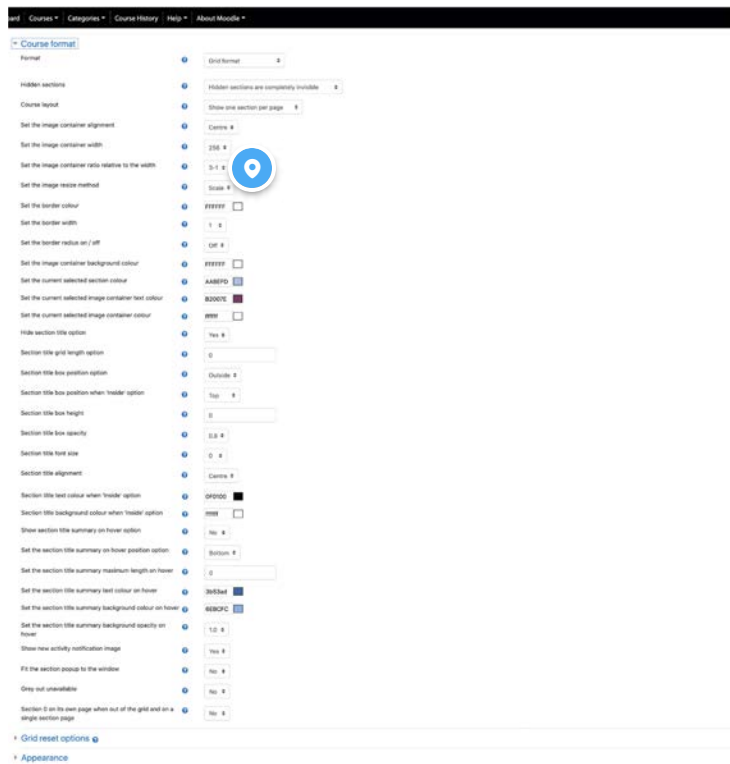 ard Courses Categories Course History Help About Moodle
Course format
Format Grid format
Hidden sections Hidden sections are completely invisible
Course layout Show one section per page
Set the image container alignment Centre
Set the image container width 256
Set the image container ratio relative to the width 3-1
Set the image resize method Scale
Set the border colour FFFFFF
Set the border width 1
Set the border radius on / off Off
Set the image container background colour FFFFFF
Set the current selected section colour
Set the current selected image container text colour B2007E
Set the current selected image container colour ffffff
Hide section title option Yes
Section title grid length option 0
Section title box position option Outside
Section title box position when 'Inside' option Top
Section title box height 0
Section title box opacity 0.8
Section title font size 0
Section title alignment Centre
Section title text colour when 'Inside' option
Section title background colour when 'Inside' option ffffff
Show section title summary on hover option No
Set the section title summary on hover position option Bottom
Set the section title summary maximum length on hover 0
Set the section title summary text colour on hover 3b53ad
Set the section title summary background colour on hover
Set the section title summary background opacity on 1.0
hover
Show new activity notification image Yes
Fit the section popup to the window No
Grey out unavailable No
Section 0 on its own page when out of the grid and on a No
single section page
Grid reset options
Appearance